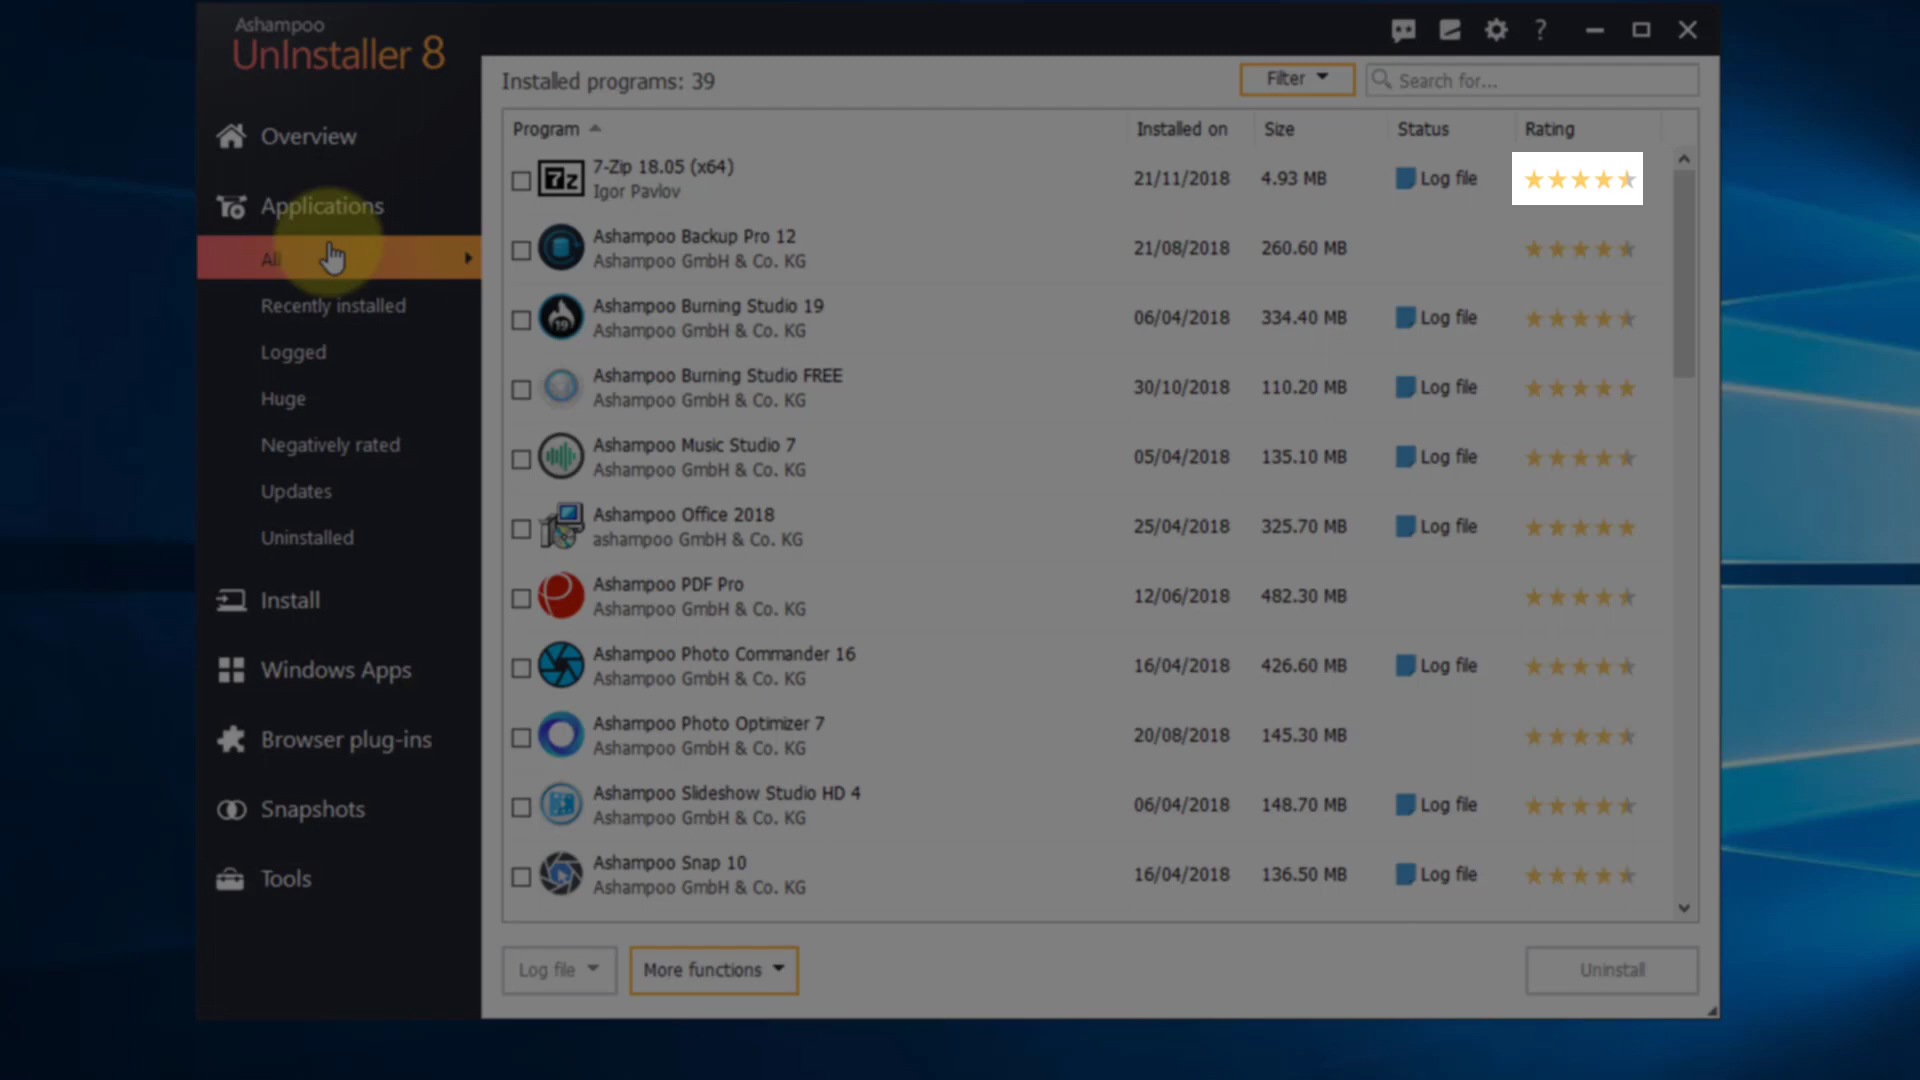 Ashampoo
UnInstaller 8
Overview
Applications
All
Recently installed
Logged
Huge
Negatively rated
Updates
Uninstalled
Install
Windows Apps
Browser plug-ins
Snapshots
Tools
?
Installed programs: 39
Filter
Search for...
Program Installed on Size Status Rating
7-Zip 18.05 (x64)
Igor Pavlov
21/11/2018 4.93 MB Log file
Ashampoo Backup Pro 12
Ashampoo GmbH & Co. KG
21/08/2018 260.60 MB
Ashampoo Burning Studio 19
Ashampoo GmbH & Co. KG
06/04/2018 334.40 MB Log file
Ashampoo Burning Studio FREE
Ashampoo GmbH & Co. KG
30/10/2018 110.20 MB Log file
Ashampoo Music Studio 7
Ashampoo GmbH & Co. KG
05/04/2018 135.10 MB Log file
Ashampoo Office 2018
ashampoo GmbH & Co. KG
25/04/2018 325.70 MB Log file
Ashampoo PDF Pro
Ashampoo GmbH & Co. KG
12/06/2018 482.30 MB
Ashampoo Photo Commander 16
Ashampoo GmbH & Co. KG
16/04/2018 426.60 MB Log file
Ashampoo Photo Optimizer 7
Ashampoo GmbH & Co. KG
20/08/2018 145.30 MB
Ashampoo Slideshow Studio HD 4
Ashampoo GmbH & Co. KG
06/04/2018 148.70 MB Log file
Ashampoo Snap 10
Ashampoo GmbH & Co. KG
16/04/2018 136.50 MB Log file
Log file
More functions
Uninstall